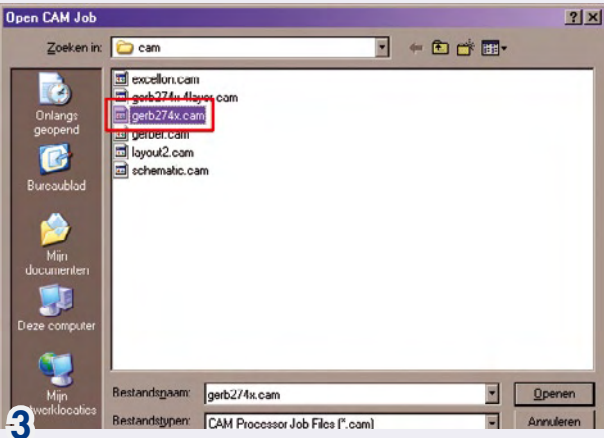 Open CAM Job
Zoeken in: cam
excellon.cam
gerb274x-4layer.cam
gerb274x.cam
gerber.cam
layout2.cam
schematic.cam
Onlangs
geopend
Bureaublad
Mijn
documenten
Deze computer
Mijn
Bestandsnaam: gerb274x.cam Openen
Bestandstypen: CAM Processor Job Files (*.cam) Annuleren
3